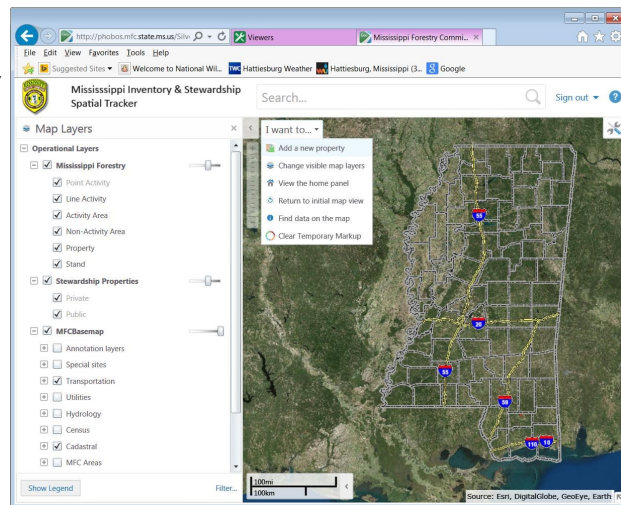 http://phobos.mfc.state.ms.us/Silv
Viewers
Mississippi Forestry Commi...
File Edit View Favorites Tools Help
Suggested Sites
Welcome to National Wil...
TWC Hattiesburg Weather
Hattiesburg, Mississippi (3...
Google
Mississsippi Inventory & Stewardship
Spatial Tracker
Search...
Sign out
?
Map Layers
Operational Layers
Mississippi Forestry
Point Activity
Line Activity
Activity Area
Non-Activity Area
Property
Stand
Stewardship Properties
Private
Public
MFCBasemap
Annotation layers
Special sites
Transportation
Utilities
Hydrology
Census
Cadastral
MFC Areas
Show Legend
Filter...
I want to...
Add a new property
Change visible map layers
View the home panel
Return to initial map view
Find data on the map
Clear Temporary Markup
55
20
55
59
110 10
100mi
100km
Source: Esri, DigitalGlobe, GeoEye, Earth